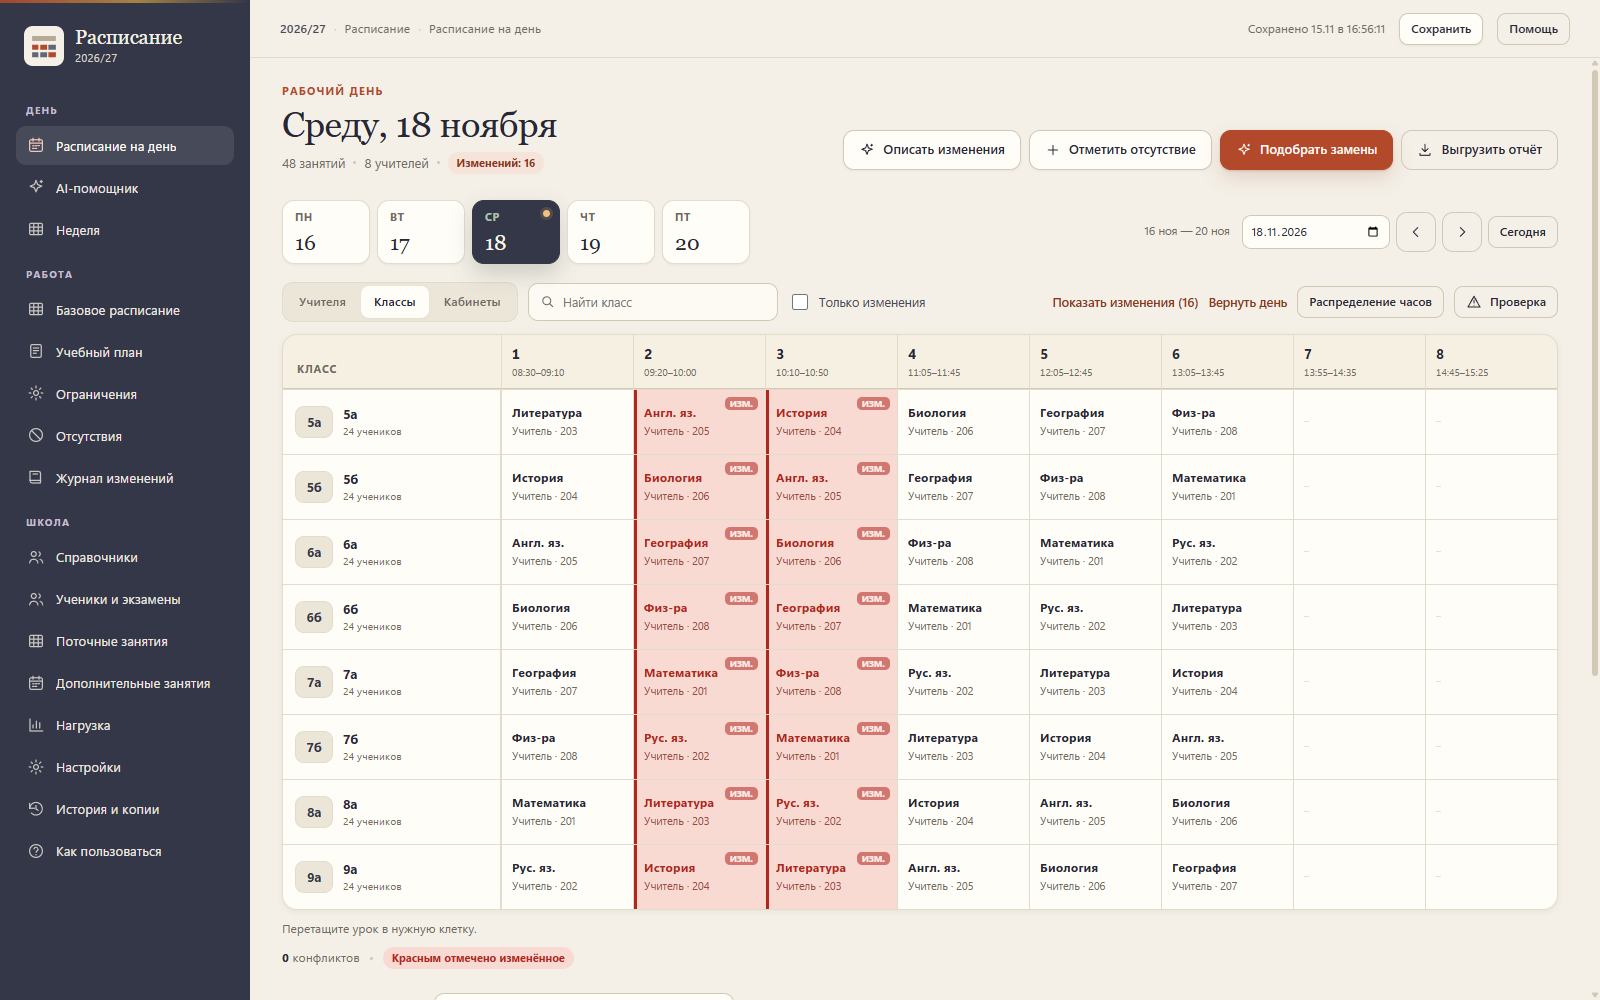 Расписание
2026/27
ДЕНЬ
Расписание на день
AI-помощник
Неделя
РАБОТА
Базовое расписание
Учебный план
Ограничения
Отсутствия
Журнал изменений
ШКОЛА
Справочники
Ученики и экзамены
Поточные занятия
Дополнительные занятия
Нагрузка
Настройки
История и копии
Как пользоваться
2026/27 · Расписание · Расписание на день
Сохранено 15.11 в 16:56:11 Сохранить Помощь
РАБОЧИЙ ДЕНЬ
Среду, 18 ноября
48 занятий • 8 учителей • Изменений: 16
Описать изменения Отметить отсутствие Подобрать замены Выгрузить отчёт
ПН ВТ СР ЧТ ПТ
16 17 18 19 20
16 ноя — 20 ноя 18.11.2026 Сегодня
Учителя Классы Кабинеты Найти класс Только изменения Показать изменения (16) Вернуть день Распределение часов Проверка
КЛАСС
1 2 3 4 5 6 7 8
08:30–09:10 09:20–10:00 10:10–10:50 11:05–11:45 12:05–12:45 13:05–13:45 13:55–14:35 14:45–15:25
ИЗМ. ИЗМ.
5а 5а Литература Англ. яз. История Биология География Физ-ра – –
24 учеников Учитель · 203 Учитель · 205 Учитель · 204 Учитель · 206 Учитель · 207 Учитель · 208
ИЗМ. ИЗМ.
5б 5б История Биология Англ. яз. География Физ-ра Математика – –
24 учеников Учитель · 204 Учитель · 206 Учитель · 205 Учитель · 207 Учитель · 208 Учитель · 201
ИЗМ. ИЗМ.
6а 6а Англ. яз. География Биология Физ-ра Математика Рус. яз. – –
24 учеников Учитель · 205 Учитель · 207 Учитель · 206 Учитель · 208 Учитель · 201 Учитель · 202
ИЗМ. ИЗМ.
6б 6б Биология Физ-ра География Математика Рус. яз. Литература – –
24 учеников Учитель · 206 Учитель · 208 Учитель · 207 Учитель · 201 Учитель · 202 Учитель · 203
ИЗМ. ИЗМ.
7а 7а География Математика Физ-ра Рус. яз. Литература История – –
24 учеников Учитель · 207 Учитель · 201 Учитель · 208 Учитель · 202 Учитель · 203 Учитель · 204
ИЗМ. ИЗМ.
7б 7б Физ-ра Рус. яз. Математика Литература История Англ. яз. – –
24 учеников Учитель · 208 Учитель · 202 Учитель · 201 Учитель · 203 Учитель · 204 Учитель · 205
ИЗМ. ИЗМ.
8а 8а Математика Литература Рус. яз. История Англ. яз. Биология – –
24 учеников Учитель · 201 Учитель · 203 Учитель · 202 Учитель · 204 Учитель · 205 Учитель · 206
ИЗМ. ИЗМ.
9а 9а Рус. яз. История Литература Англ. яз. Биология География – –
24 учеников Учитель · 202 Учитель · 204 Учитель · 203 Учитель · 205 Учитель · 206 Учитель · 207
Перетащите урок в нужную клетку.
0 конфликтов • Красным отмечено изменённое